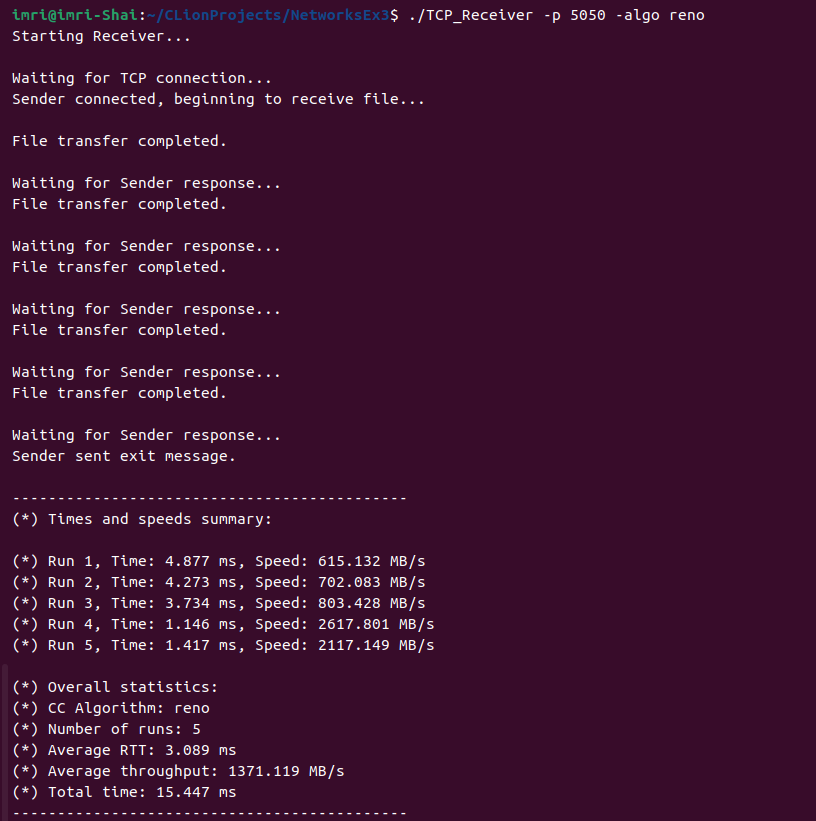 imri@imri-Shai:~/CLionProjects/NetworksEx3$ ./TCP_Receiver -p 5050 -algo reno
Starting Receiver...
Waiting for TCP connection...
Sender connected, beginning to receive file...
File transfer completed.
Waiting for Sender response...
File transfer completed.
Waiting for Sender response...
File transfer completed.
Waiting for Sender response...
File transfer completed.
Waiting for Sender response...
File transfer completed.
Waiting for Sender response...
Sender sent exit message.
--------------------------------------------
(*) Times and speeds summary:
(*) Run 1, Time: 4.877 ms, Speed: 615.132 MB/s
(*) Run 2, Time: 4.273 ms, Speed: 702.083 MB/s
(*) Run 3, Time: 3.734 ms, Speed: 803.428 MB/s
(*) Run 4, Time: 1.146 ms, Speed: 2617.801 MB/s
(*) Run 5, Time: 1.417 ms, Speed: 2117.149 MB/s
(*) Overall statistics:
(*) CC Algorithm: reno
(*) Number of runs: 5
(*) Average RTT: 3.089 ms
(*) Average throughput: 1371.119 MB/s
(*) Total time: 15.447 ms
--------------------------------------------